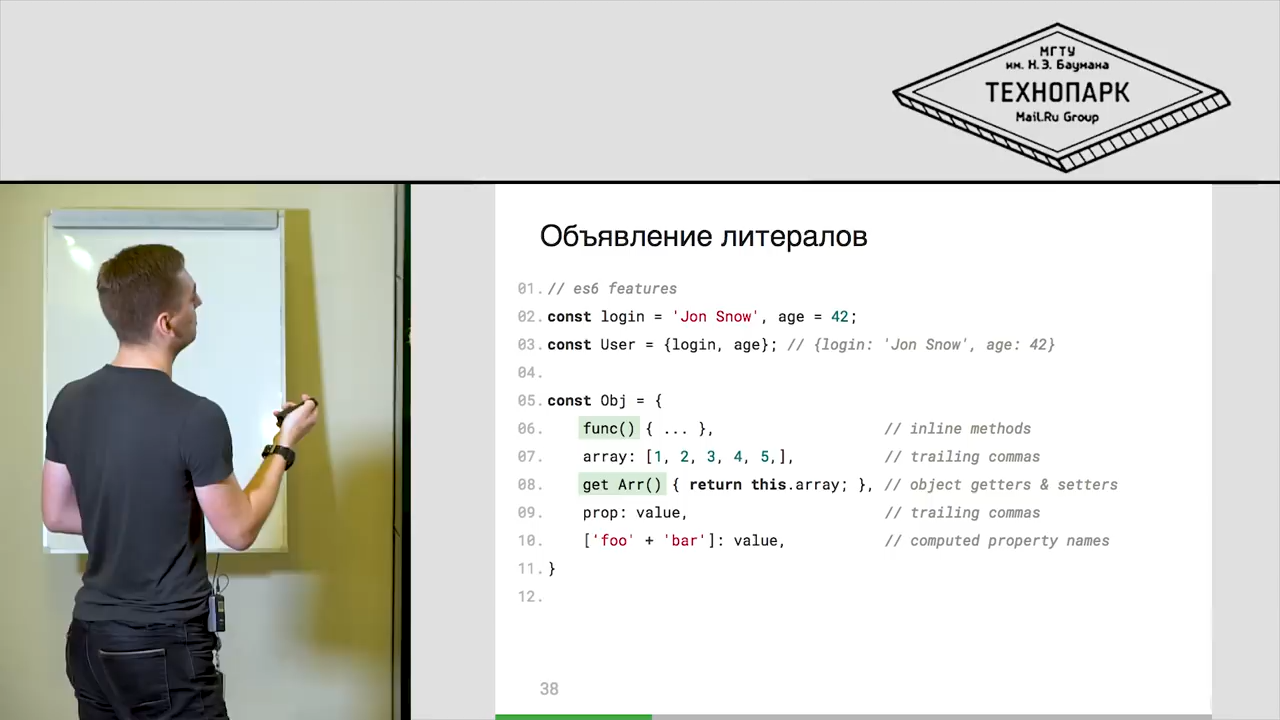 МГТУ
им. Н.Э. Баумана
ТЕХНОПАРК
Mail.Ru Group
Объявление литералов
01. // es6 features
02. const login = 'Jon Snow', age = 42;
03. const User = {login, age}; // {login: 'Jon Snow', age: 42}
04.
05. const Obj = {
06. func() { ... }, // inline methods
07. array: [1, 2, 3, 4, 5,], // trailing commas
08. get Arr() { return this.array; }, // object getters & setters
09. prop: value, // trailing commas
10. ['foo' + 'bar']: value, // computed property names
11. }
12.
38